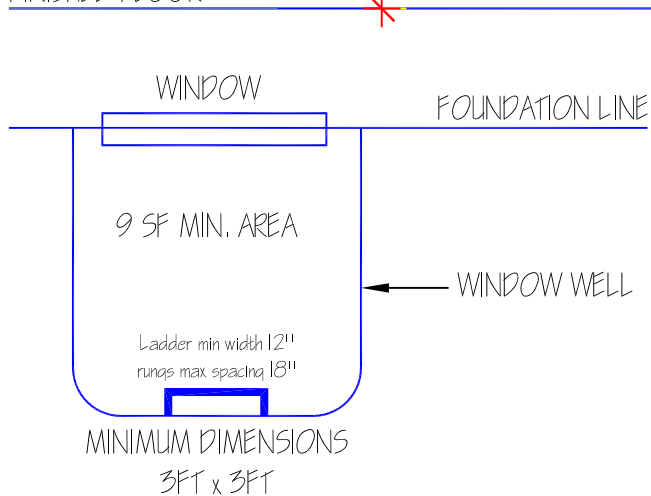 WINDOW
FOUNDATION LINE
9 SF MIN. AREA
WINDOW WELL
Ladder min width 12"
rungs max spacing 18"
MINIMUM DIMENSIONS
3FT x 3FT